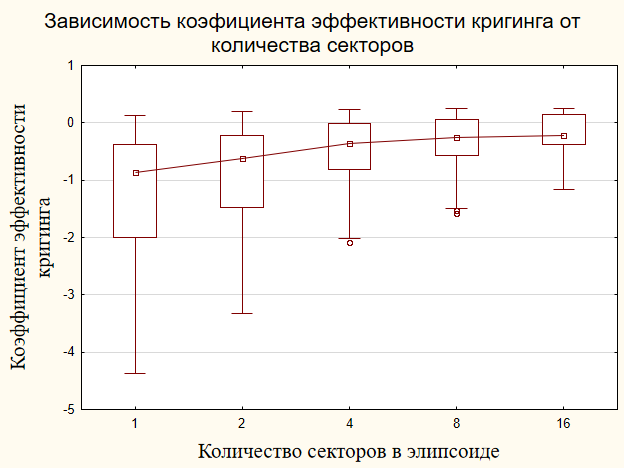 Зависимость коэфициента эффективности кригинга от
количества секторов
Коэффициент эффективности
кригинга
1
0
-1
-2
-3
-4
-5
1 2 4 8 16
Количество секторов в элипсоиде